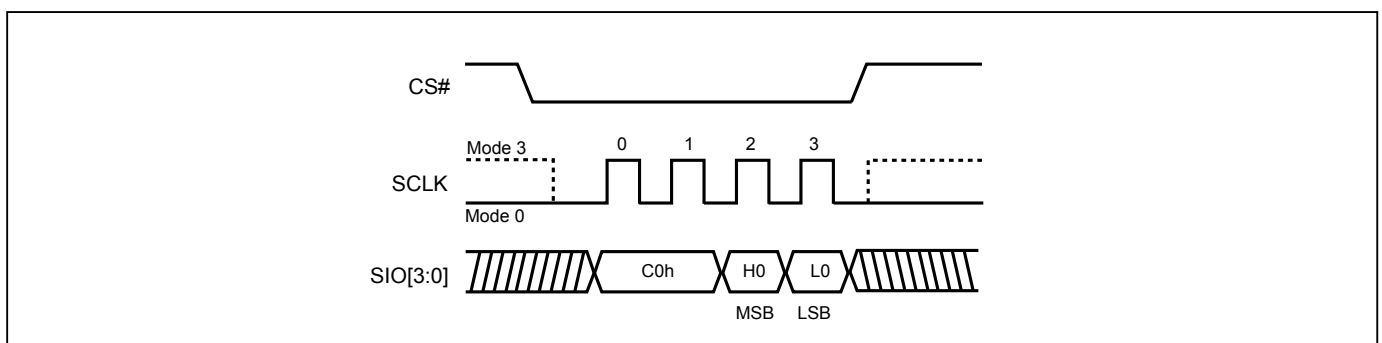 CS#
Mode 3 0 1 2 3
SCLK
Mode 0
SIO[3:0] C0h H0 L0
MSB LSB